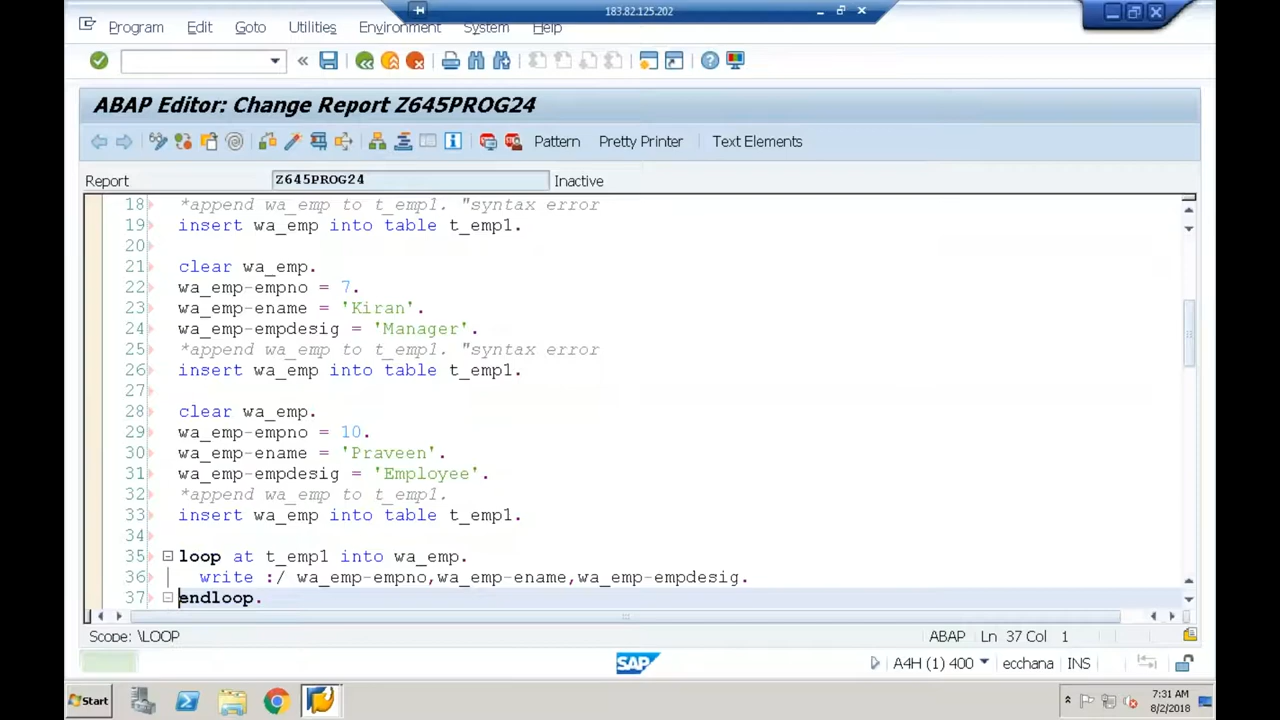 183.82.125.202
Program Edit Goto Utilities Environment System Help
ABAP Editor: Change Report Z645PROG24
Pattern Pretty Printer Text Elements
Report Z645PROG24 Inactive
18 *append wa_emp to t_emp1. "syntax error
19 insert wa_emp into table t_emp1.
20
21 clear wa_emp.
22 wa_emp-empno = 7.
23 wa_emp-ename = 'Kiran'.
24 wa_emp-empdesig = 'Manager'.
25 *append wa_emp to t_emp1. "syntax error
26 insert wa_emp into table t_emp1.
27
28 clear wa_emp.
29 wa_emp-empno = 10.
30 wa_emp-ename = 'Praveen'.
31 wa_emp-empdesig = 'Employee'.
32 *append wa_emp to t_emp1.
33 insert wa_emp into table t_emp1.
34
35 loop at t_emp1 into wa_emp.
36 write :/ wa_emp-empno,wa_emp-ename,wa_emp-empdesig.
37 endloop.
Scope: \LOOP ABAP Ln 37 Col 1
SAP A4H (1) 400 ecchana INS
Start 7:31 AM
8/2/2018